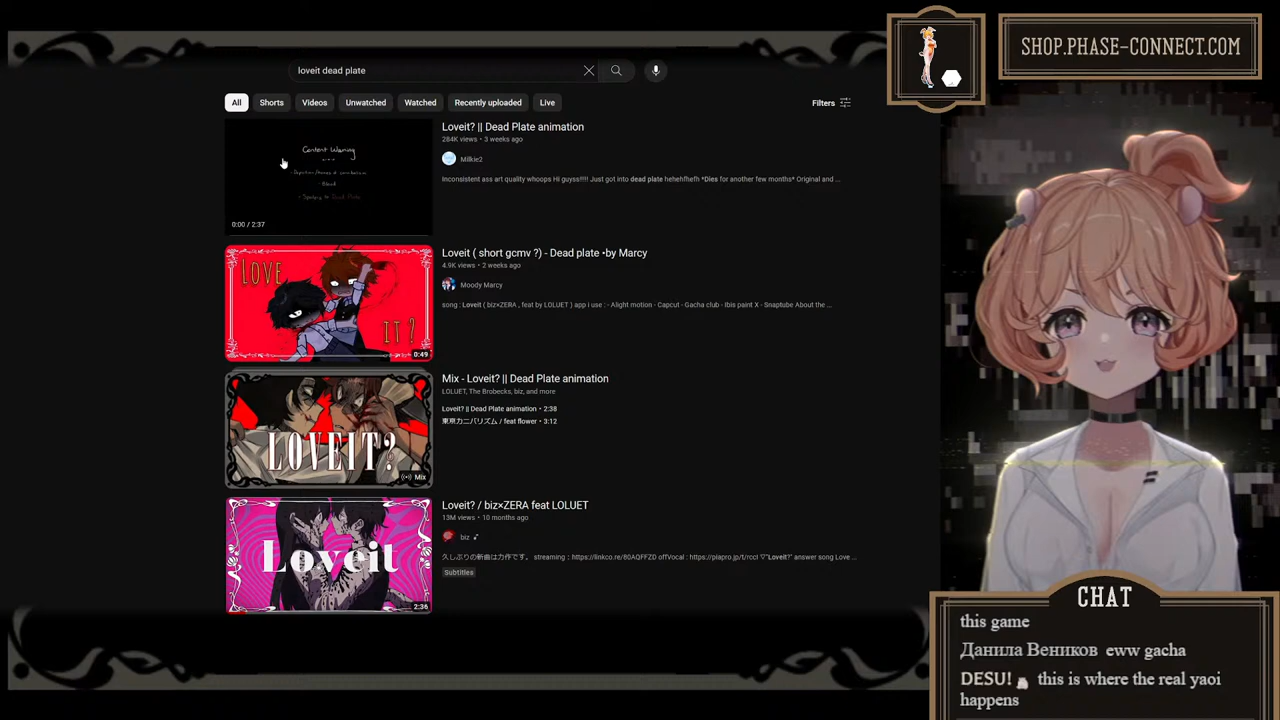 SHOP.PHASE-CONNECT.COM
loveit dead plate
All
Shorts
Videos
Unwatched
Watched
Recently uploaded
Live
Filters
Content Warning
Blood
Dead Plate
0:00 / 2:37
Loveit? || Dead Plate animation
284K views • 3 weeks ago
Milkie2
Inconsistent ass art quality whoops Hi guyss!!!! Just got into dead plate hehehfhefh *Dies for another few months* Original and ...
LOVE
IT?
0:49
Loveit ( short gcmv ?) - Dead plate •by Marcy
4.9K views • 2 weeks ago
Moody Marcy
song : Loveit ( biz×ZERA , feat by LOLUET ) app i use : - Alight motion - Capcut - Gacha club - Ibis paint X - Snaptube About the ...
LOVEIT?
Mix
Mix - Loveit? || Dead Plate animation
LOLUET, The Brobecks, biz, and more
Loveit? || Dead Plate animation • 2:38
東京カニバリズム / feat flower • 3:12
Loveit
2:36
Loveit? / biz×ZERA feat LOLUET
13M views • 10 months ago
biz
久しぶりの新曲は力作です。 streaming : https://linkco.re/80AQFFZD offVocal : https://piapro.jp/t/rccI ▽"Loveit?" answer song Love ...
Subtitles
CHAT
this game
Данила Веников eww gacha
DESU! this is where the real yaoi
happens